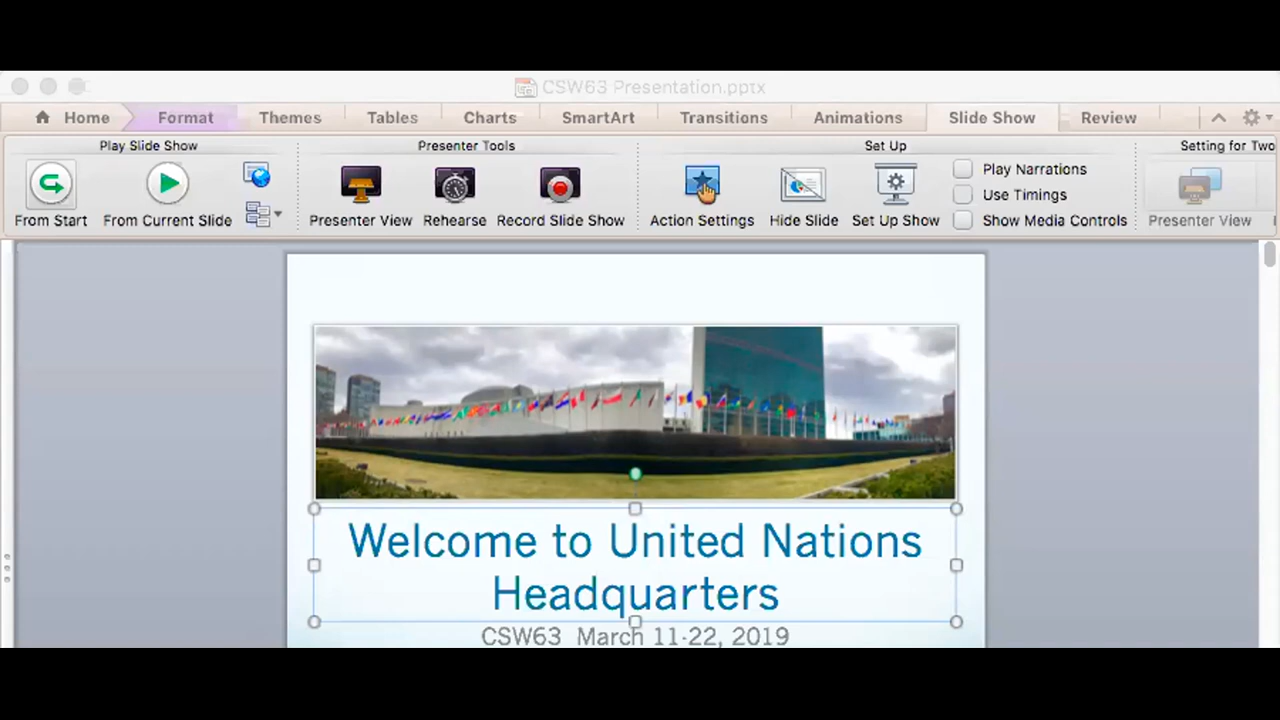 CSW63 Presentation.pptx
Home Format Themes Tables Charts SmartArt Transitions Animations Slide Show Review
Play Slide Show Presenter Tools Set Up Setting for Two
Play Narrations
Use Timings
From Start From Current Slide Presenter View Rehearse Record Slide Show Action Settings Hide Slide Set Up Show Show Media Controls Presenter View
Welcome to United Nations
Headquarters
CSW63 March 11-22, 2019